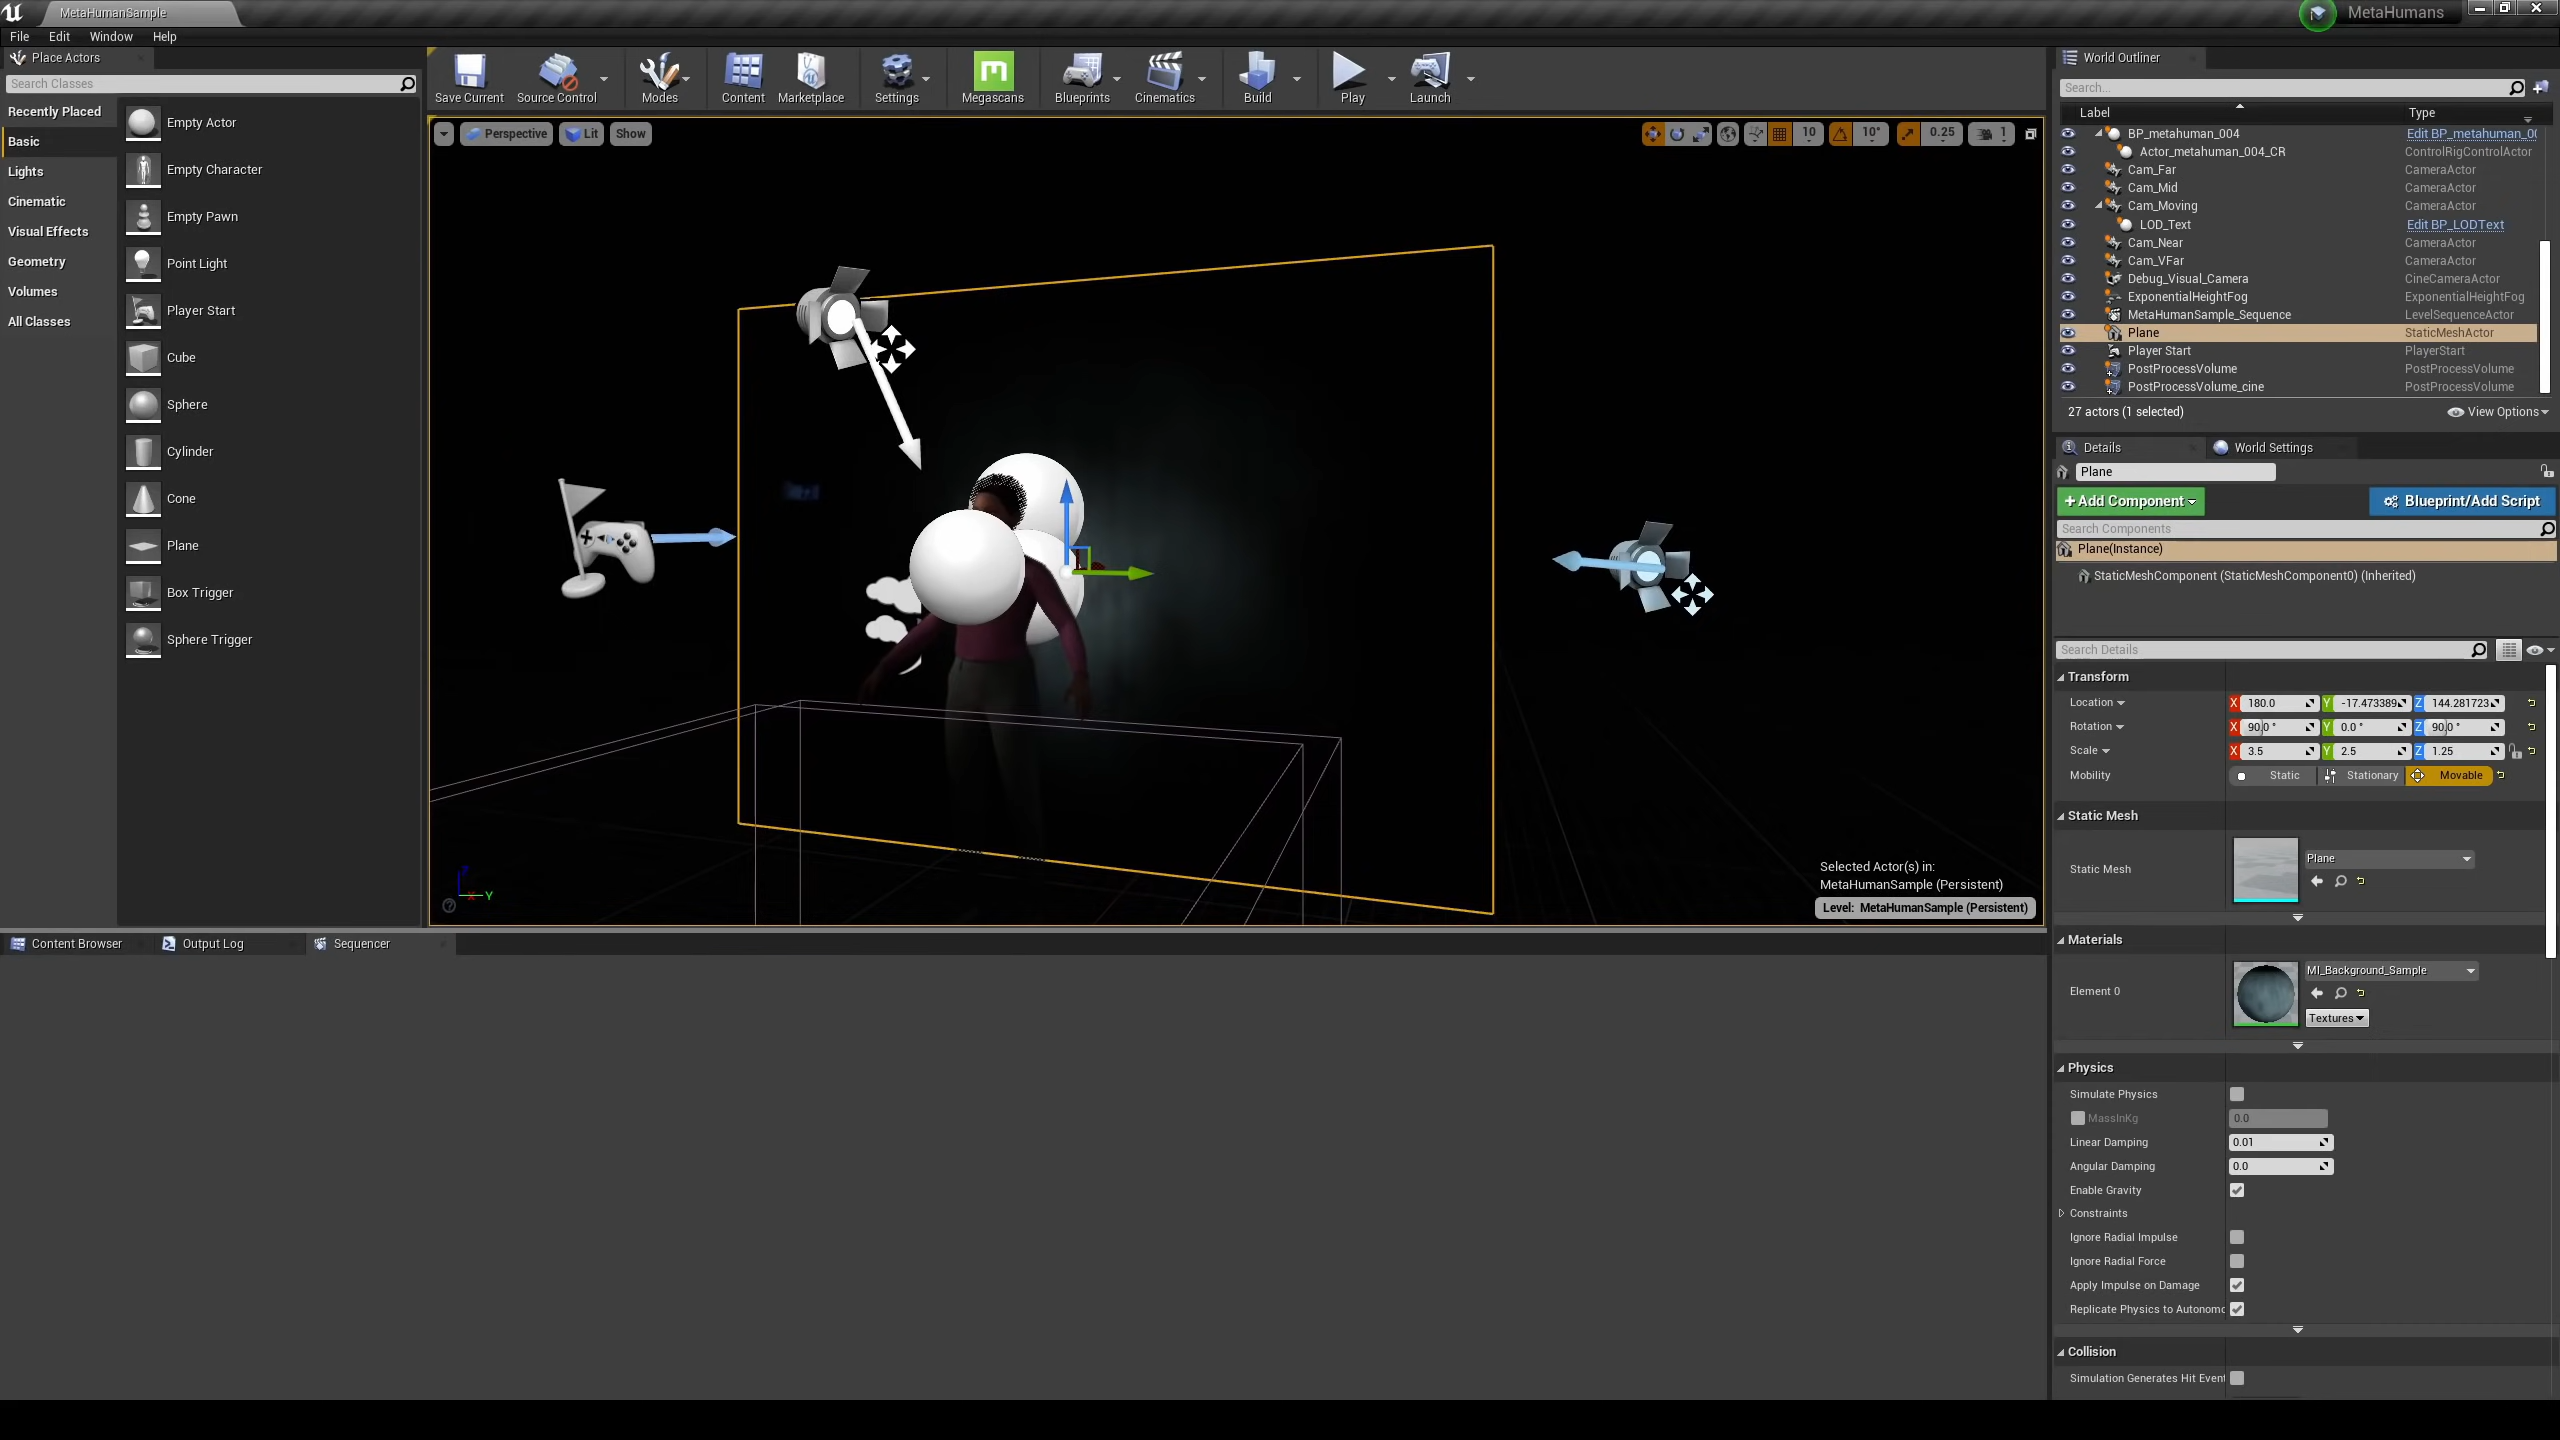 MetaHumanSample
MetaHumans
File Edit Window Help
Place Actors
Search Classes
Recently Placed
Basic
Lights
Cinematic
Visual Effects
Geometry
Volumes
All Classes
Empty Actor
Empty Character
Empty Pawn
Point Light
Player Start
Cube
Sphere
Cylinder
Cone
Plane
Box Trigger
Sphere Trigger
Save Current Source Control Modes Content Marketplace Settings Megascans Blueprints Cinematics Build Play Launch
Perspective Lit Show
10 10° 0.25 1
Selected Actor(s) in:
MetaHumanSample (Persistent)
Level: MetaHumanSample (Persistent)
Y
Content Browser Output Log Sequencer
World Outliner
Search...
Label Type
BP_metahuman_004 Edit BP_metahuman_00
Actor_metahuman_004_CR ControlRigControlActor
Cam_Far CameraActor
Cam_Mid CameraActor
Cam_Moving CameraActor
LOD_Text Edit BP_LODText
Cam_Near CameraActor
Cam_VFar CameraActor
Debug_Visual_Camera CineCameraActor
ExponentialHeightFog ExponentialHeightFog
MetaHumanSample_Sequence LevelSequenceActor
Plane StaticMeshActor
Player Start PlayerStart
PostProcessVolume PostProcessVolume
PostProcessVolume_cine PostProcessVolume
27 actors (1 selected) View Options
Details World Settings
Plane
+Add Component Blueprint/Add Script
Search Components
Plane(Instance)
StaticMeshComponent (StaticMeshComponent0) (Inherited)
Search Details
Transform
Location X 180.0 Y -17.473389 Z 144.281723
Rotation X 90.0 ° Y 0.0 ° Z 90.0 °
Scale X 3.5 Y 2.5 Z 1.25
Mobility Static Stationary Movable
Static Mesh
Static Mesh Plane
Materials
Element 0 MI_Background_Sample
Textures
Physics
Simulate Physics
MassInKg 0.0
Linear Damping 0.01
Angular Damping 0.0
Enable Gravity
Constraints
Ignore Radial Impulse
Ignore Radial Force
Apply Impulse on Damage
Replicate Physics to Autonomo
Collision
Simulation Generates Hit Event